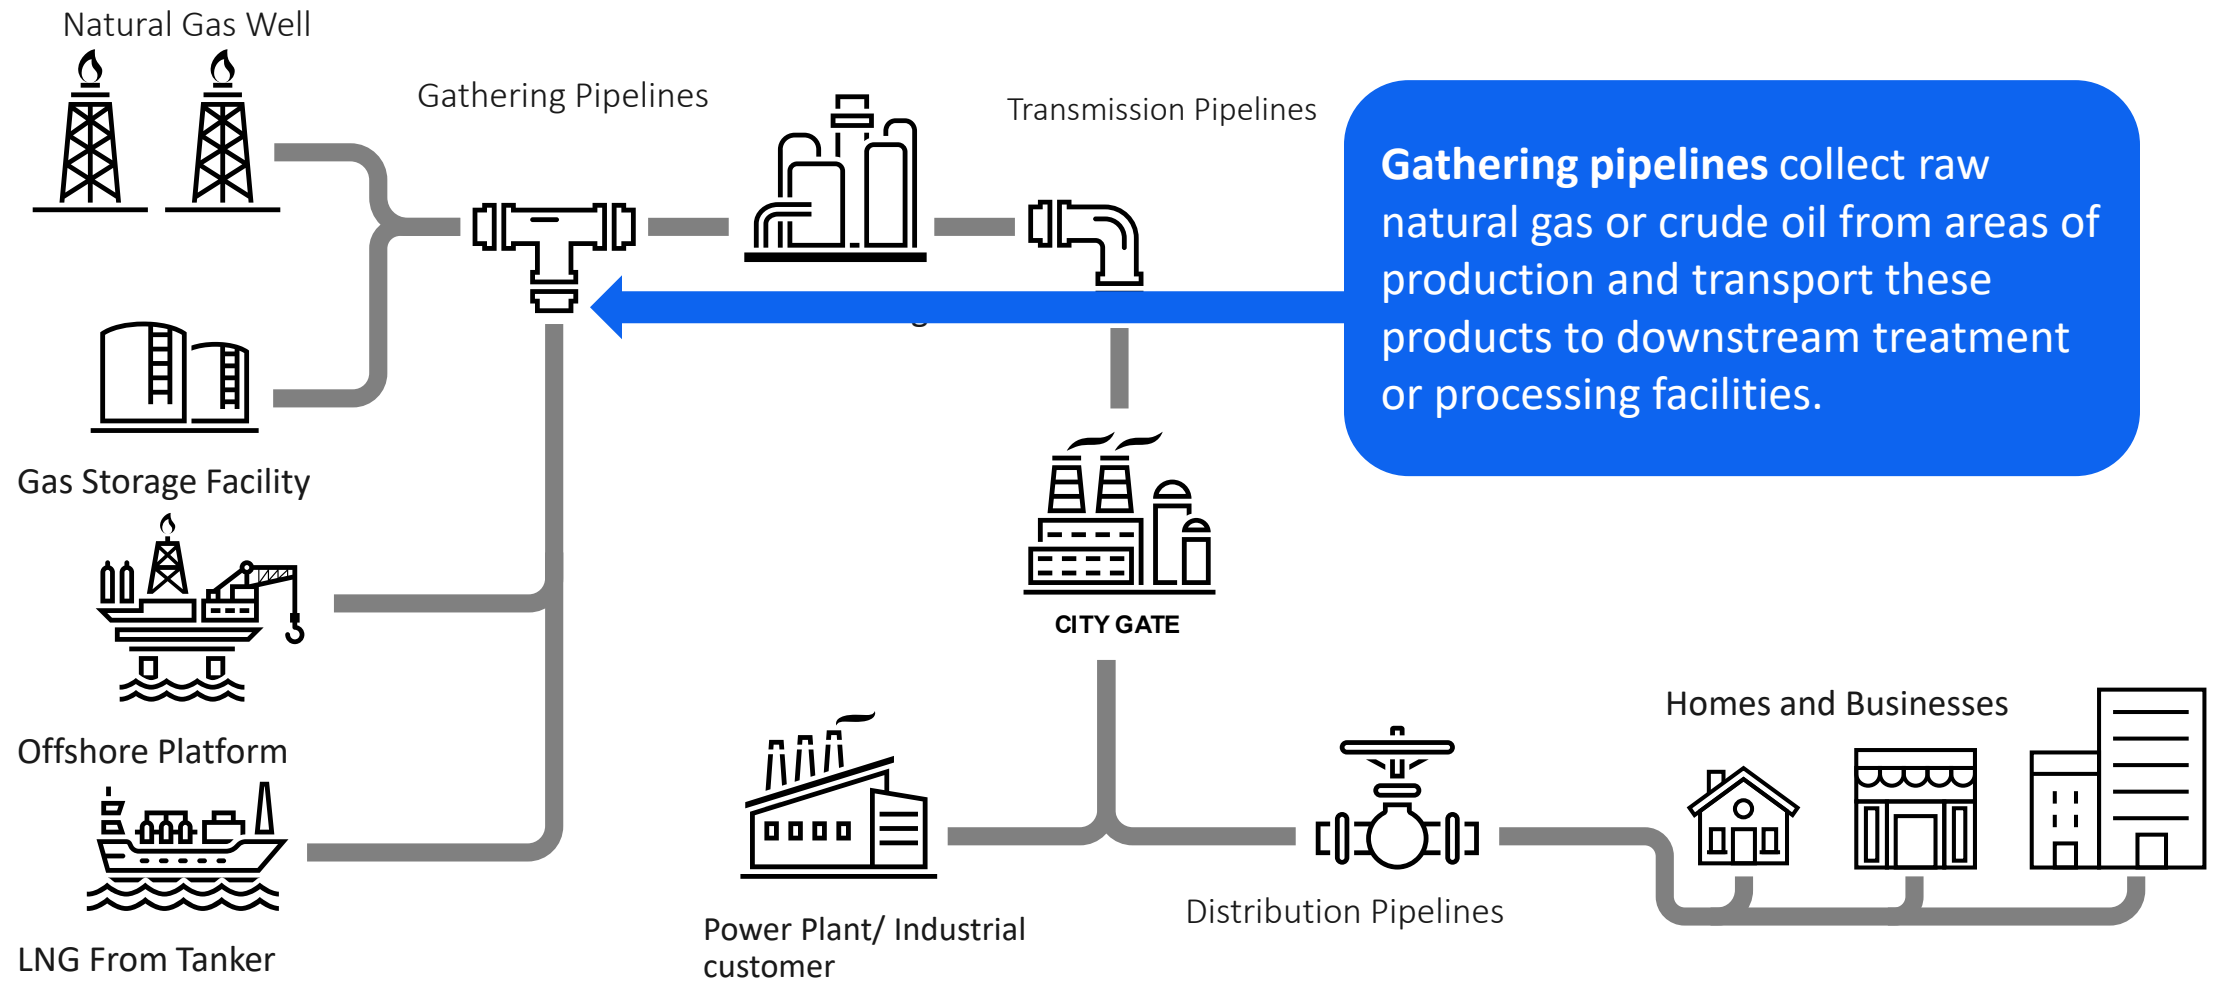 Natural Gas Well
Gathering Pipelines
Transmission Pipelines
Gathering pipelines collect raw
natural gas or crude oil from areas of
production and transport these
products to downstream treatment
or processing facilities.
Gas Storage Facility
CITY GATE
Offshore Platform
Homes and Businesses
Distribution Pipelines
Power Plant/ Industrial
customer
LNG From Tanker